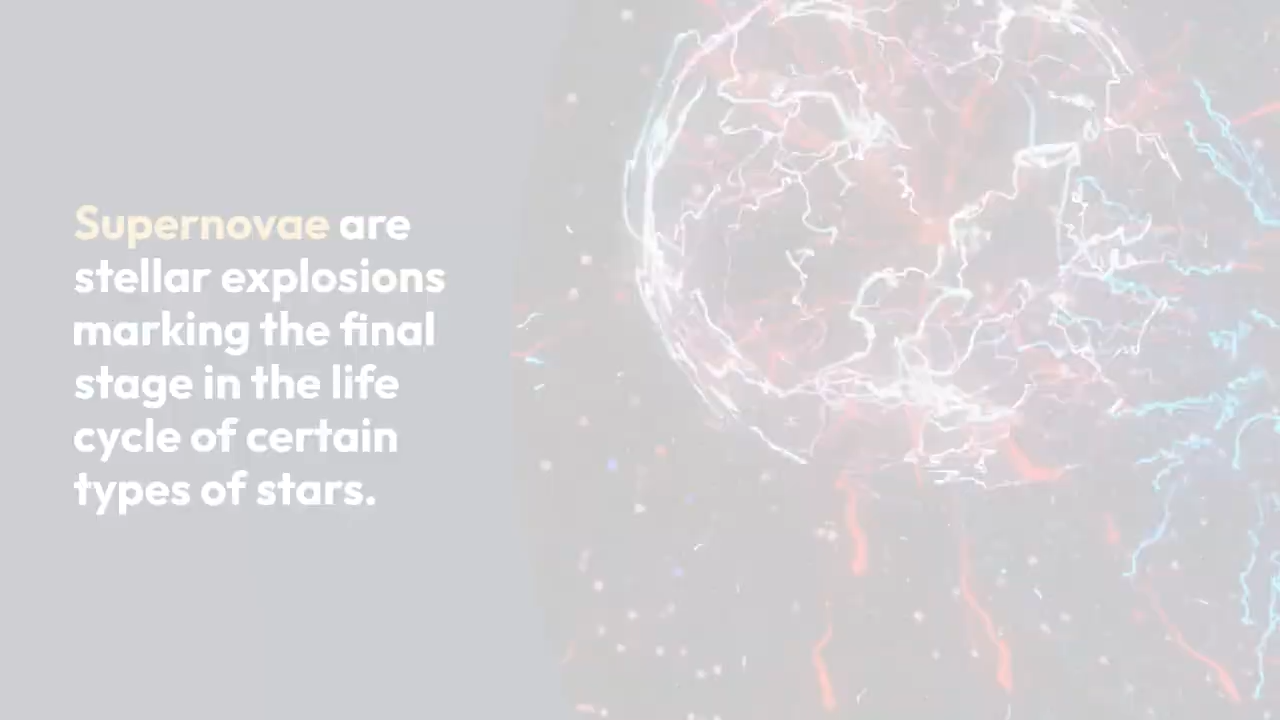 Supernovae are
stellar explosions
marking the final
stage in the life
cycle of certain
types of stars.